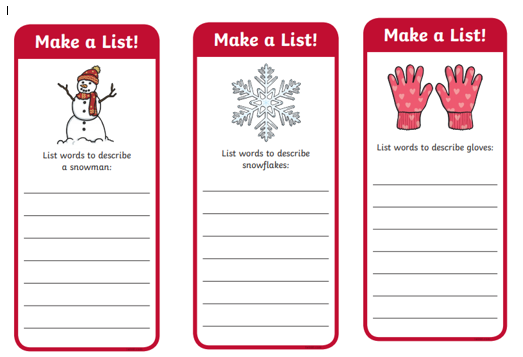 Make a List!
List words to describe
a snowman:
Make a List!
List words to describe
snowflakes:
Make a List!
List words to describe gloves: